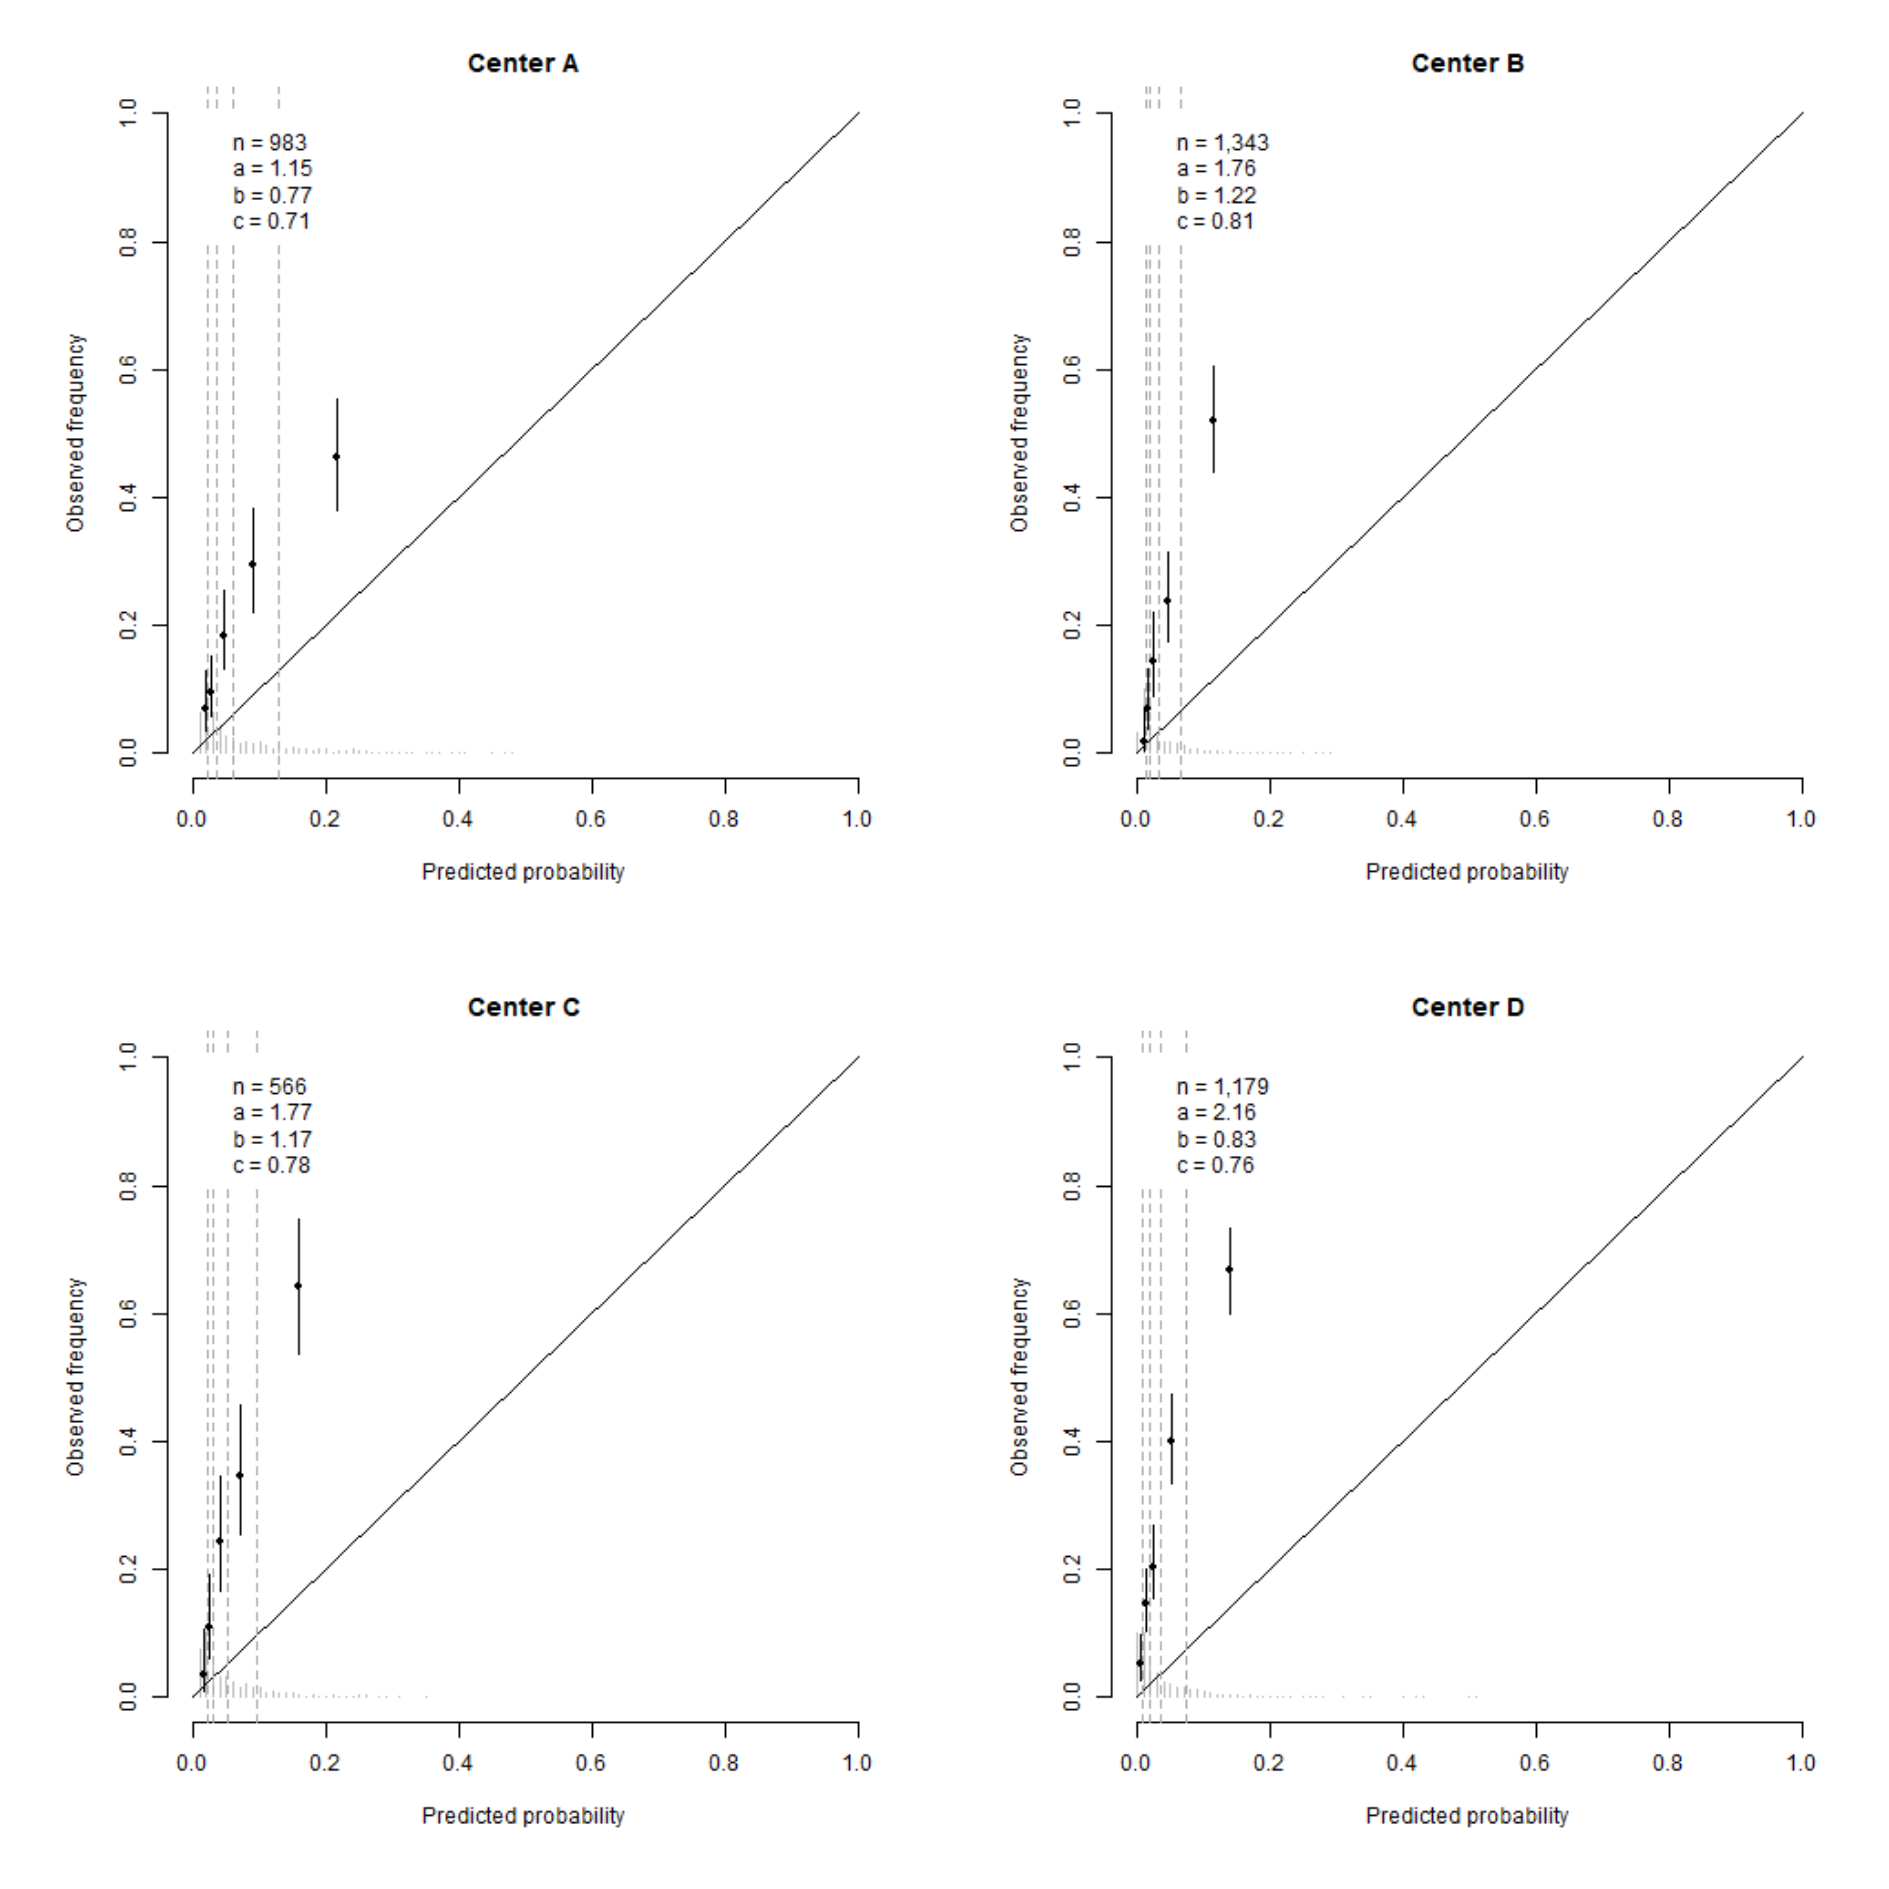 Center A
1.0
0.8
0.6
0.4
0.2
0.0
Observed frequency
n = 983
a = 1.15
b = 0.77
c = 0.71
0.0 0.2 0.4 0.6 0.8 1.0
Predicted probability
Center B
1.0
0.8
0.6
0.4
0.2
0.0
Observed frequency
n = 1,343
a = 1.76
b = 1.22
c = 0.81
0.0 0.2 0.4 0.6 0.8 1.0
Predicted probability
Center C
1.0
0.8
0.6
0.4
0.2
0.0
Observed frequency
n = 566
a = 1.77
b = 1.17
c = 0.78
0.0 0.2 0.4 0.6 0.8 1.0
Predicted probability
Center D
1.0
0.8
0.6
0.4
0.2
0.0
Observed frequency
n = 1,179
a = 2.16
b = 0.83
c = 0.76
0.0 0.2 0.4 0.6 0.8 1.0
Predicted probability